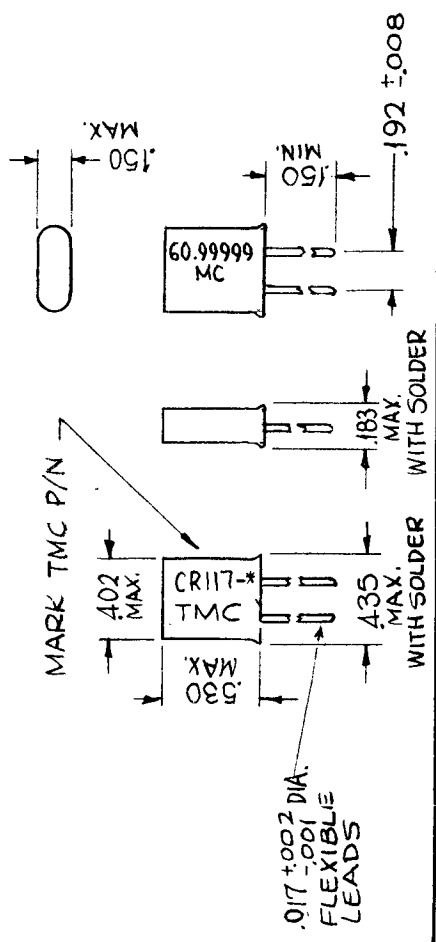 .150
MAX.
60.99999
MC
.150
MIN.
.192 ±.008
.183
MAX.
WITH SOLDER
MARK TMC P/N
.402
MAX.
CR117-*
TMC
.530
MAX.
.435
MAX.
WITH SOLDER
.017 +.002 -.001 DIA.
FLEXIBLE
LEADS